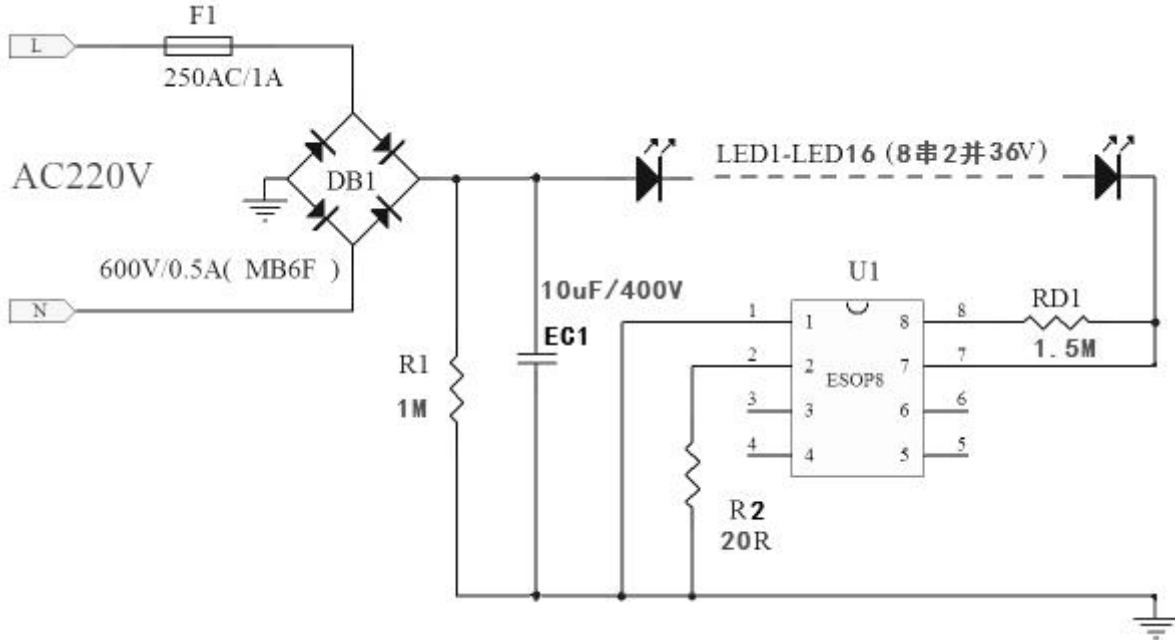 F1
L
250AC/1A
AC220V
DB1
LED1-LED16 (8串2并36V)
600V/0.5A( MB6F )
N
10uF/400V
EC1
R1
1M
U1
RD1
1.5M
1 1 8 8
2 2 7 7
ESOP8
3 3 6 6
4 4 5 5
R2
20R